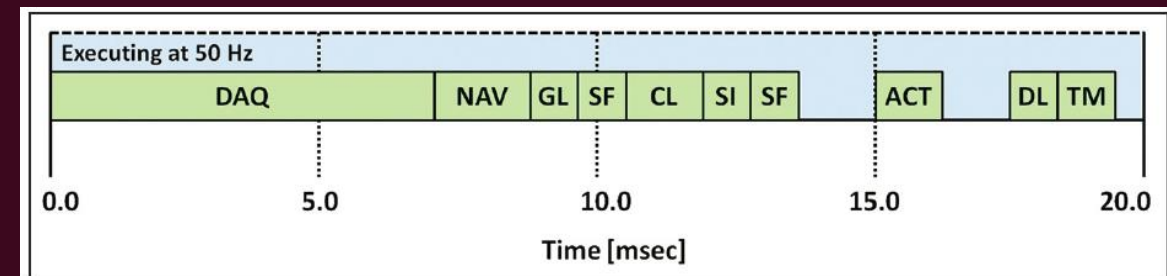 Executing at 50 Hz
DAQ NAV GL SF CL SI SF ACT DL TM
0.0 5.0 10.0 15.0 20.0
Time [msec]